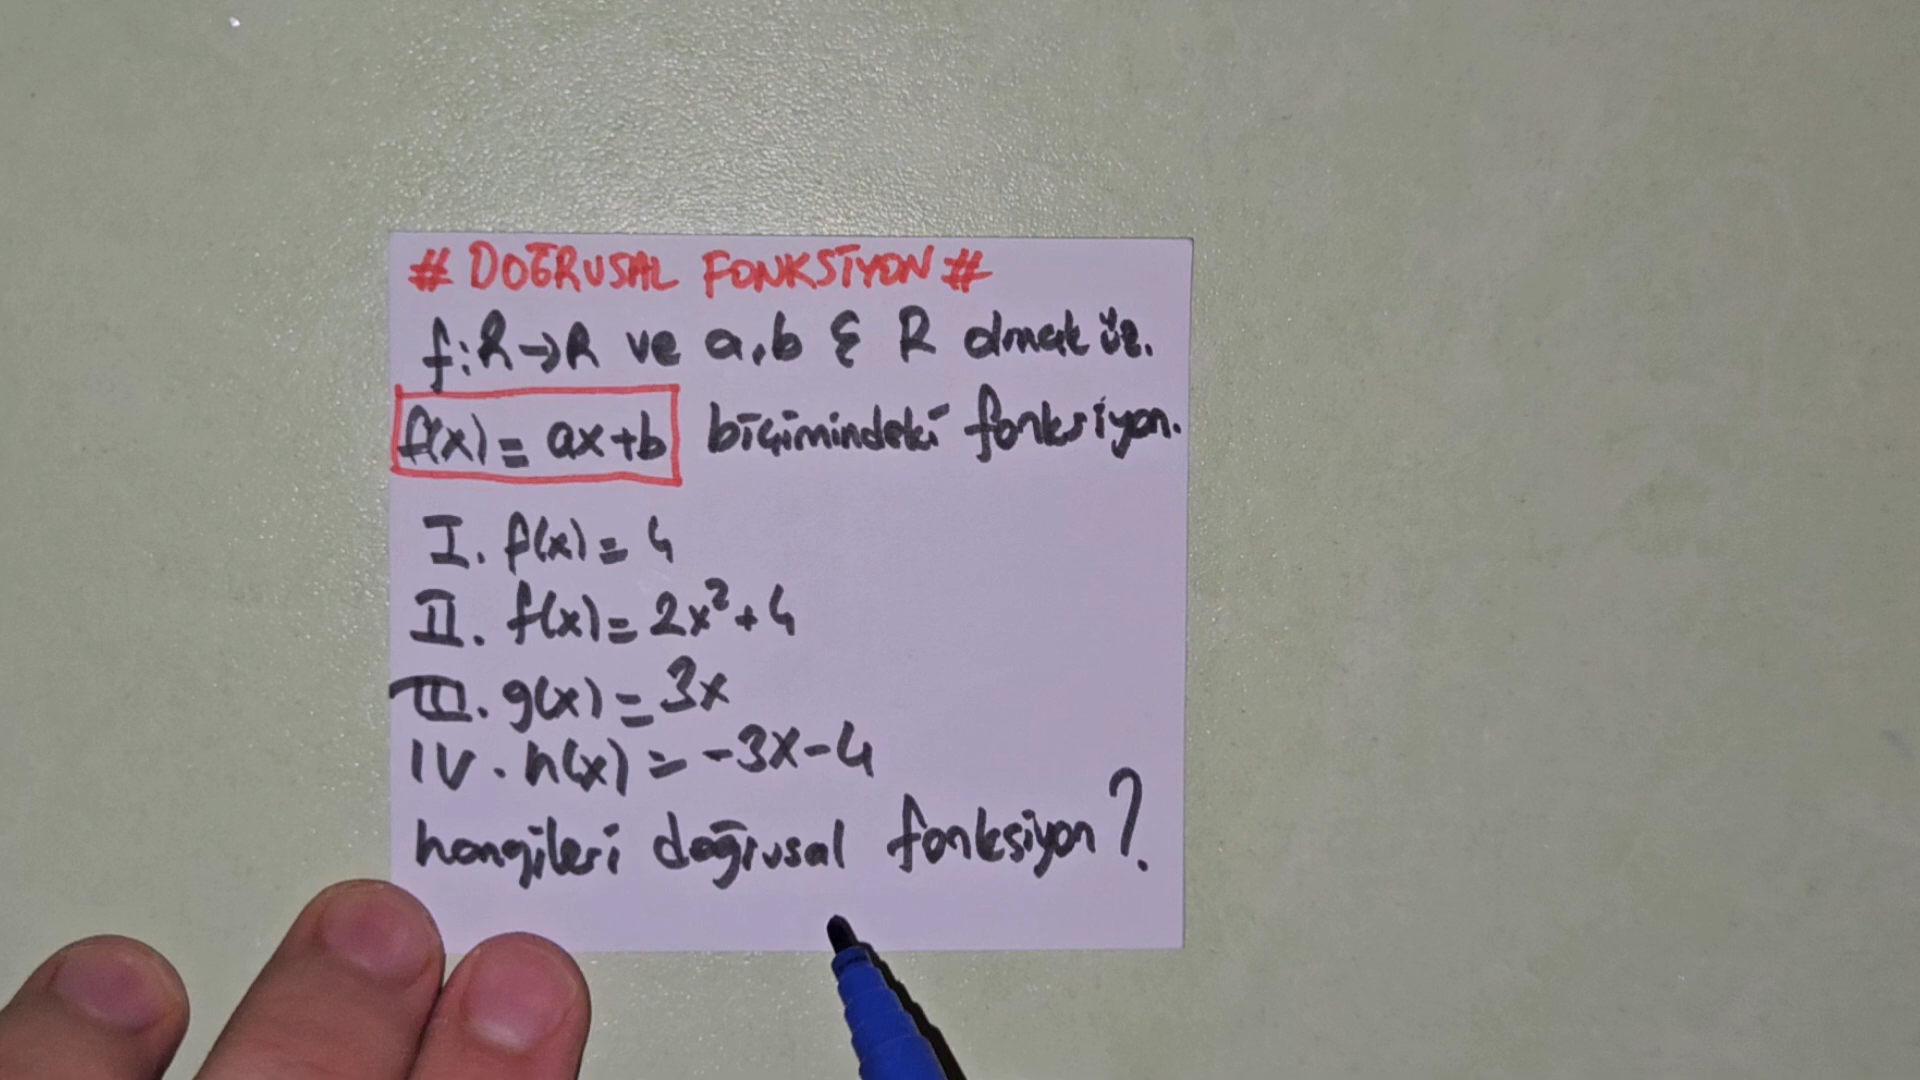 # DOĞRUSAL FONKSİYON #
f:R→R ve a,b ε R olmak üz.
f(x) = ax+b biçimindeki fonksiyon.
I. f(x) = 4
II. f(x) = 2x²+4
III. g(x) = 3x
IV. h(x) = -3x-4
hangileri doğrusal fonksiyon?